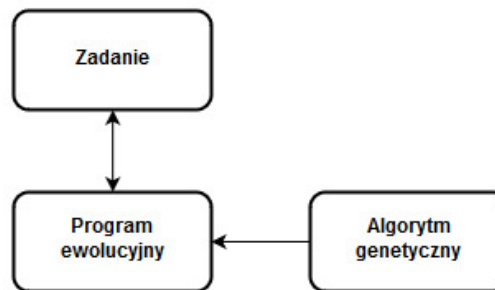 Zadanie
Program
ewolucyjny
Algorytm
genetyczny